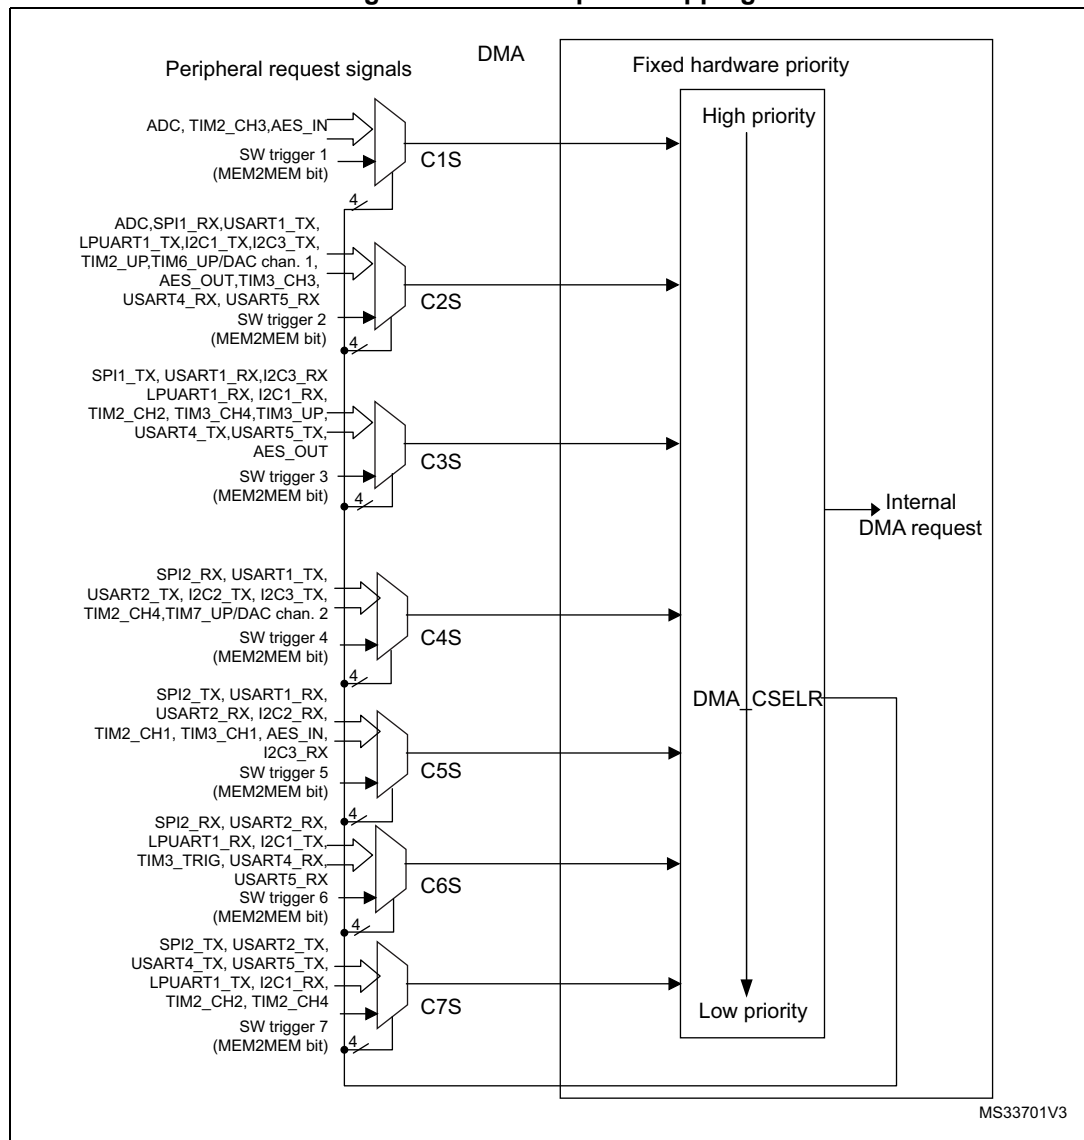 Peripheral request signals
DMA
Fixed hardware priority
High priority
ADC, TIM2_CH3,AES_IN
SW trigger 1
(MEM2MEM bit)
C1S
4
ADC,SPI1_RX,USART1_TX,
LPUART1_TX,I2C1_TX,I2C3_TX,
TIM2_UP,TIM6_UP/DAC chan. 1,
AES_OUT,TIM3_CH3,
USART4_RX, USART5_RX
SW trigger 2
(MEM2MEM bit)
C2S
4
SPI1_TX, USART1_RX,I2C3_RX
LPUART1_RX, I2C1_RX,
TIM2_CH2, TIM3_CH4,TIM3_UP,
USART4_TX,USART5_TX,
AES_OUT
SW trigger 3
(MEM2MEM bit)
C3S
4
Internal
DMA request
SPI2_RX, USART1_TX,
USART2_TX, I2C2_TX, I2C3_TX,
TIM2_CH4,TIM7_UP/DAC chan. 2
SW trigger 4
(MEM2MEM bit)
C4S
4
SPI2_TX, USART1_RX,
USART2_RX, I2C2_RX,
TIM2_CH1, TIM3_CH1, AES_IN,
I2C3_RX
SW trigger 5
(MEM2MEM bit)
C5S
4
DMA_CSELR
SPI2_RX, USART2_RX,
LPUART1_RX, I2C1_TX,
TIM3_TRIG, USART4_RX,
USART5_RX
SW trigger 6
(MEM2MEM bit)
C6S
4
SPI2_TX, USART2_TX,
USART4_TX, USART5_TX,
LPUART1_TX, I2C1_RX,
TIM2_CH2, TIM2_CH4
SW trigger 7
(MEM2MEM bit)
C7S
4
Low priority
MS33701V3